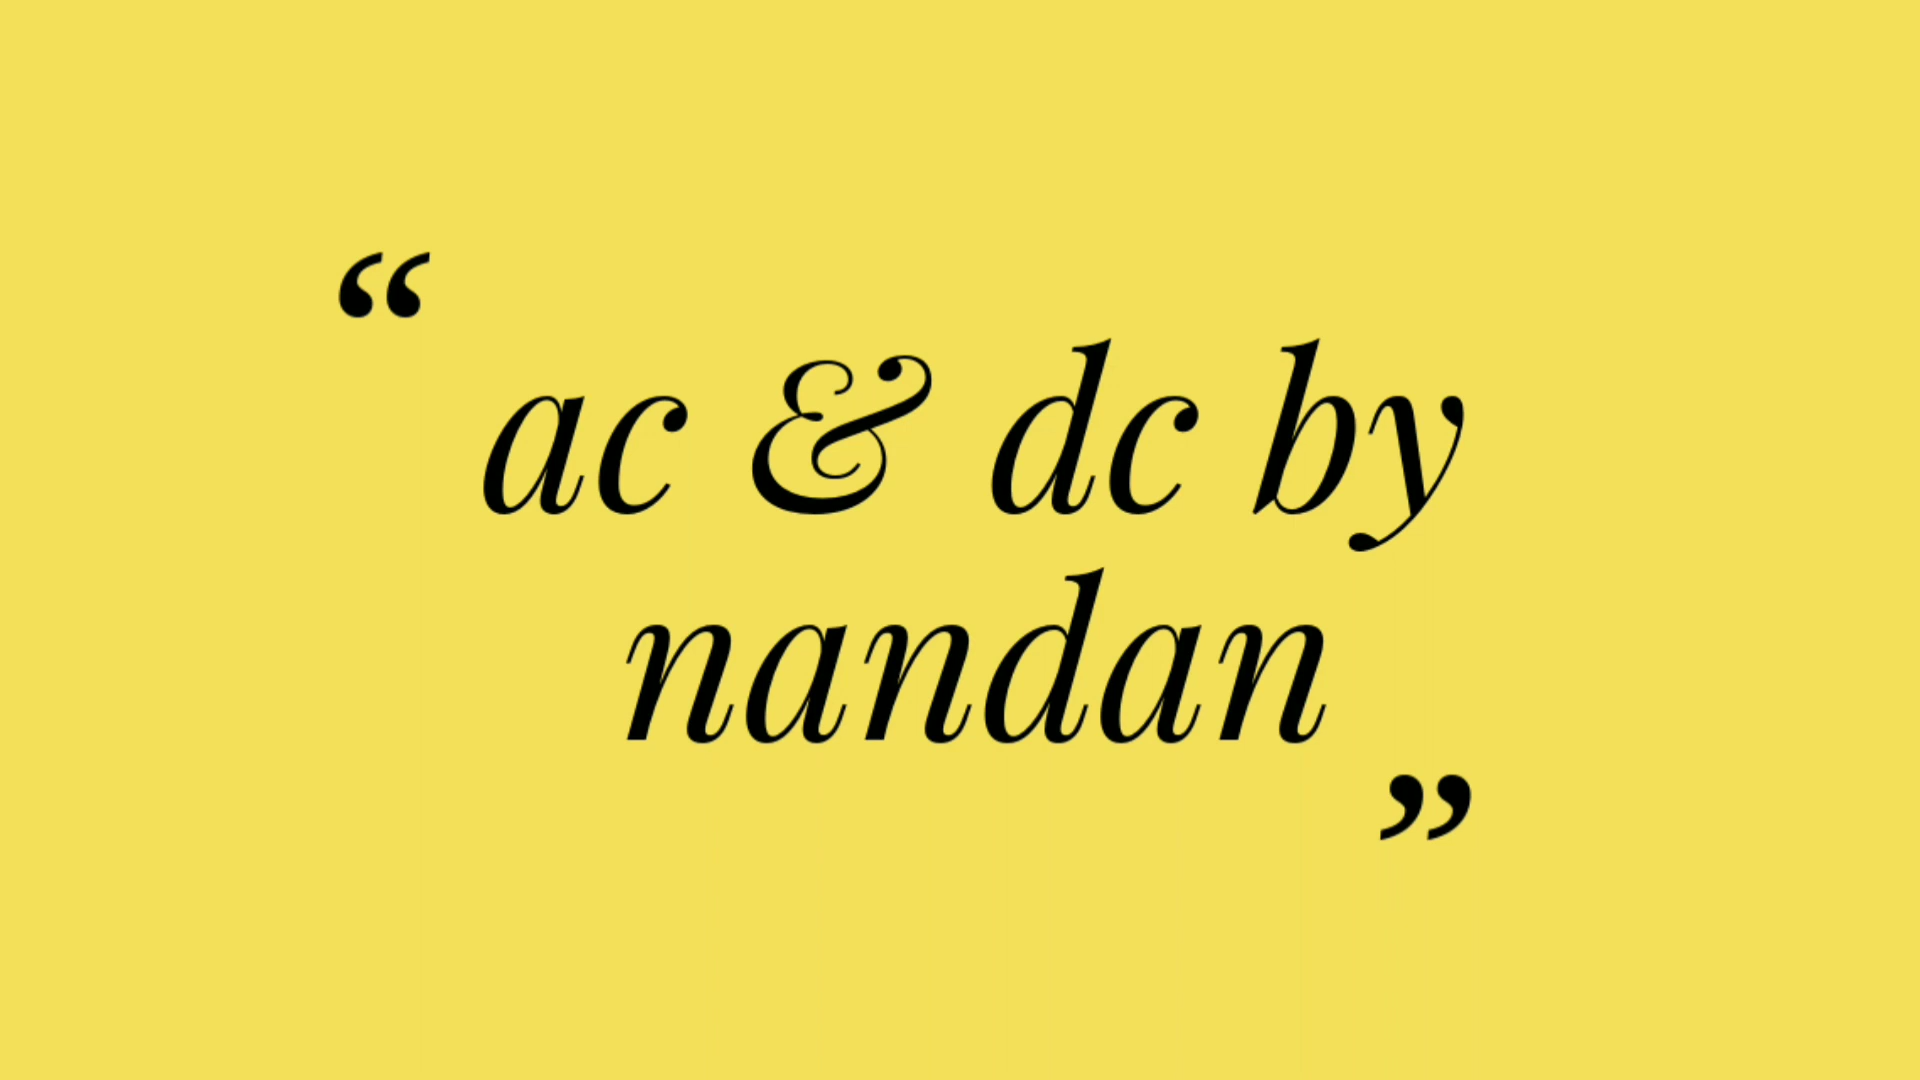 “
ac & dc by
nandan
”